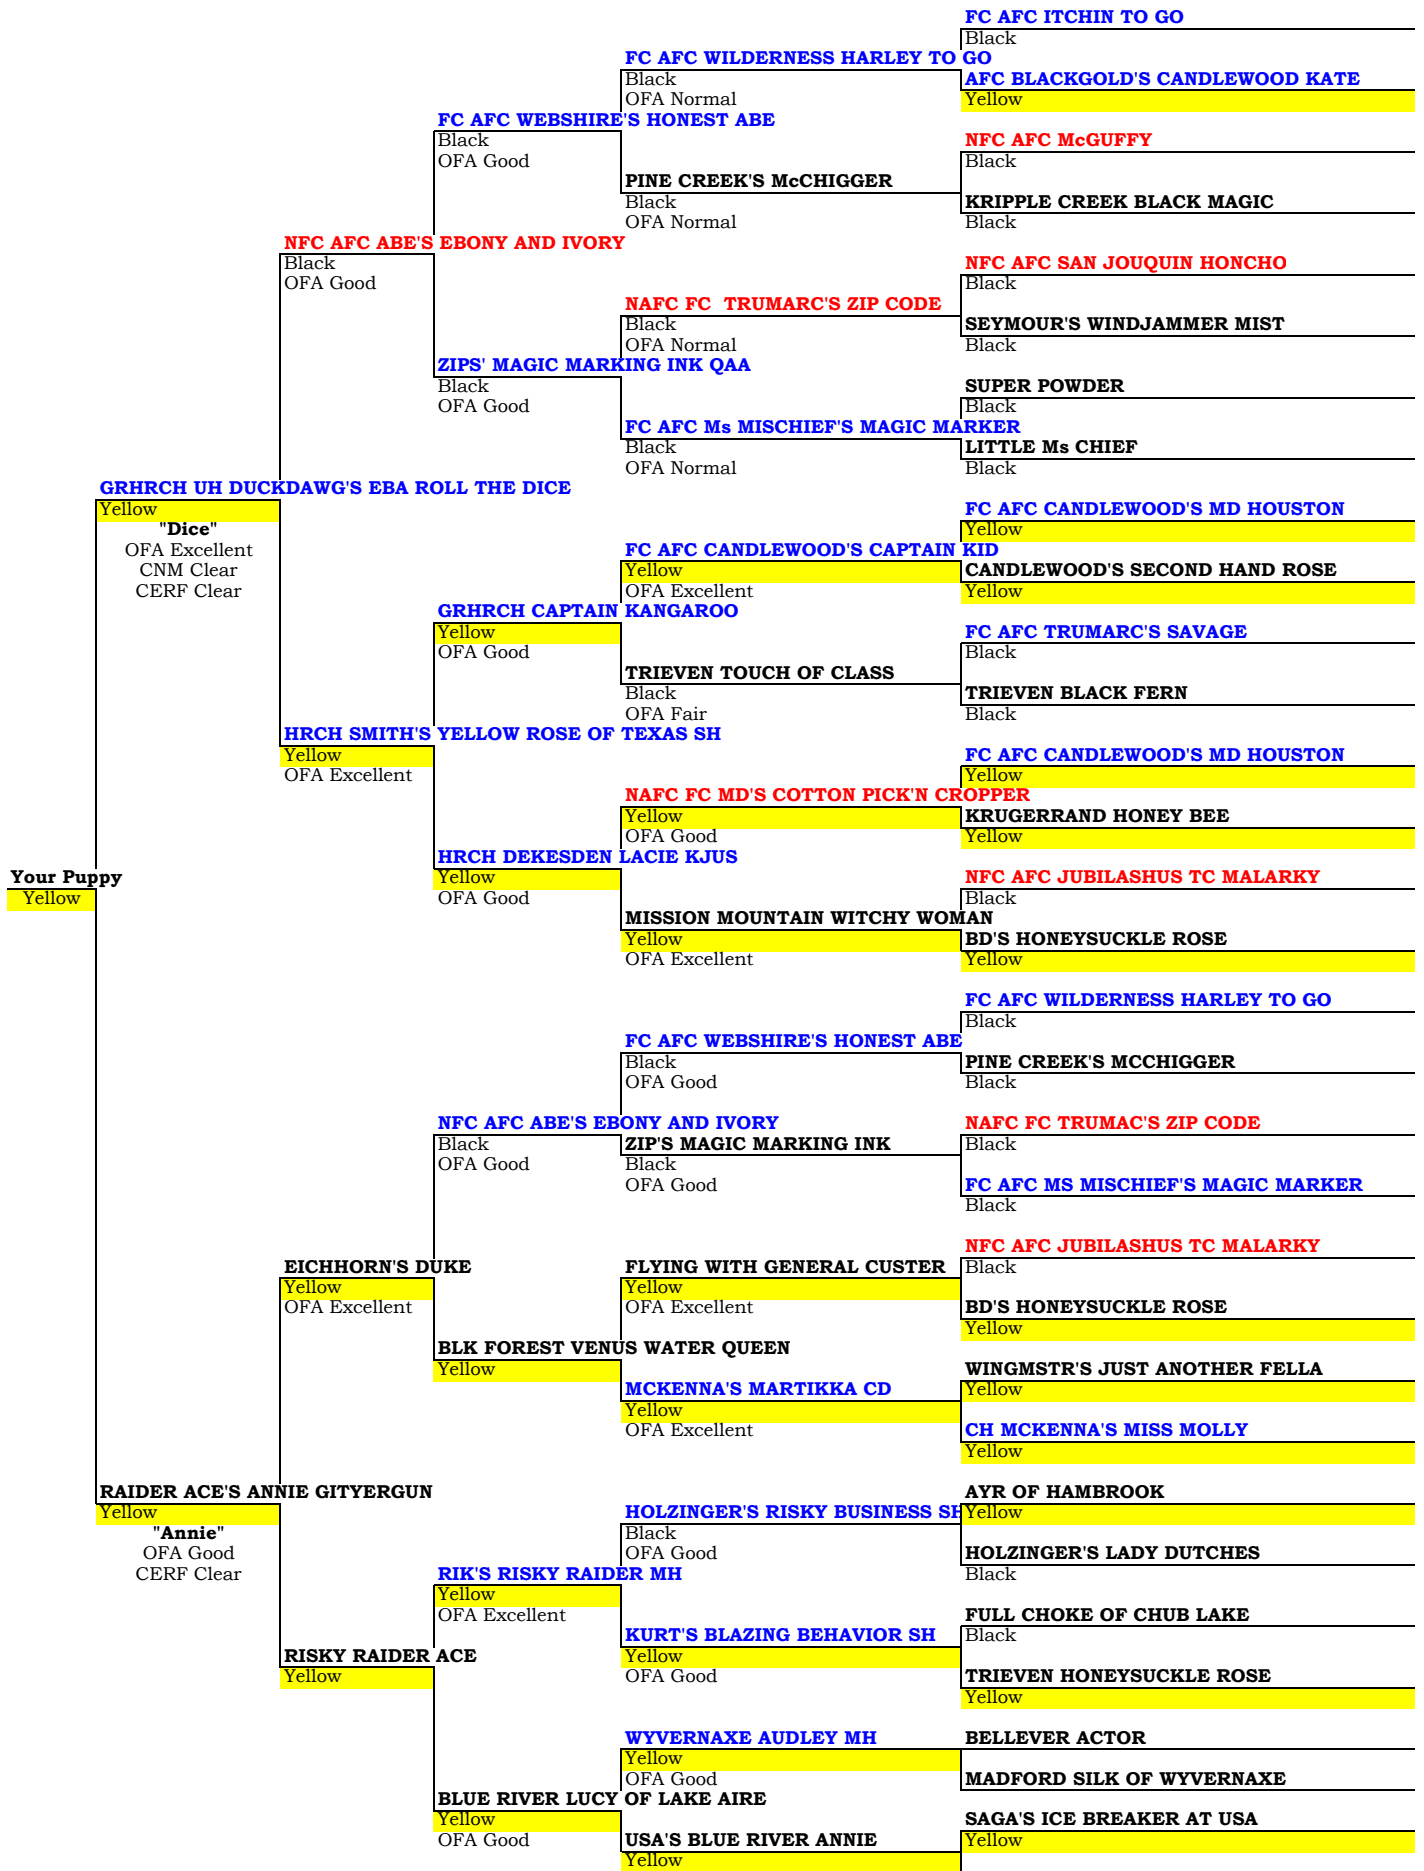 FC AFC ITCHIN TO GO
Black
FC AFC WILDERNESS HARLEY TO GO
Black
AFC BLACKGOLD'S CANDLEWOOD KATE
OFA Normal
Yellow
FC AFC WEBSHIRE'S HONEST ABE
Black
NFC AFC McGUFFY
OFA Good
Black
PINE CREEK'S McCHIGGER
Black
KRIPPLE CREEK BLACK MAGIC
OFA Normal
Black
NFC AFC ABE'S EBONY AND IVORY
Black
NFC AFC SAN JOUQUIN HONCHO
OFA Good
Black
NAFC FC  TRUMARC'S ZIP CODE
Black
SEYMOUR'S WINDJAMMER MIST
OFA Normal
Black
ZIPS' MAGIC MARKING INK QAA
Black
SUPER POWDER
OFA Good
Black
FC AFC Ms MISCHIEF'S MAGIC MARKER
Black
LITTLE Ms CHIEF
OFA Normal
Black
GRHRCH UH DUCKDAWG'S EBA ROLL THE DICE
Yellow
FC AFC CANDLEWOOD'S MD HOUSTON
"Dice"
Yellow
OFA Excellent
FC AFC CANDLEWOOD'S CAPTAIN KID
CNM Clear
Yellow
CANDLEWOOD'S SECOND HAND ROSE
CERF Clear
OFA Excellent
Yellow
GRHRCH CAPTAIN KANGAROO
Yellow
FC AFC TRUMARC'S SAVAGE
OFA Good
Black
TRIEVEN TOUCH OF CLASS
Black
TRIEVEN BLACK FERN
OFA Fair
Black
HRCH SMITH'S YELLOW ROSE OF TEXAS SH
Yellow
FC AFC CANDLEWOOD'S MD HOUSTON
OFA Excellent
Yellow
NAFC FC MD'S COTTON PICK'N CROPPER
Yellow
KRUGERRAND HONEY BEE
OFA Good
Yellow
HRCH DEKESDEN LACIE KJUS
Your Puppy
Yellow
NFC AFC JUBILASHUS TC MALARKY
Yellow
OFA Good
Black
MISSION MOUNTAIN WITCHY WOMAN
Yellow
BD'S HONEYSUCKLE ROSE
OFA Excellent
Yellow
FC AFC WILDERNESS HARLEY TO GO
Black
FC AFC WEBSHIRE'S HONEST ABE
Black
PINE CREEK'S MCCHIGGER
OFA Good
Black
NFC AFC ABE'S EBONY AND IVORY
NAFC FC TRUMAC'S ZIP CODE
Black
ZIP'S MAGIC MARKING INK
Black
OFA Good
Black
OFA Good
FC AFC MS MISCHIEF'S MAGIC MARKER
Black
NFC AFC JUBILASHUS TC MALARKY
EICHHORN'S DUKE
FLYING WITH GENERAL CUSTER
Black
Yellow
Yellow
OFA Excellent
OFA Excellent
BD'S HONEYSUCKLE ROSE
Yellow
BLK FOREST VENUS WATER QUEEN
Yellow
WINGMSTR'S JUST ANOTHER FELLA
MCKENNA'S MARTIKKA CD
Yellow
Yellow
OFA Excellent
CH MCKENNA'S MISS MOLLY
Yellow
RAIDER ACE'S ANNIE GITYERGUN
AYR OF HAMBROOK
Yellow
HOLZINGER'S RISKY BUSINESS SH
Yellow
"Annie"
Black
OFA Good
OFA Good
HOLZINGER'S LADY DUTCHES
CERF Clear
RIK'S RISKY RAIDER MH
Black
Yellow
OFA Excellent
FULL CHOKE OF CHUB LAKE
KURT'S BLAZING BEHAVIOR SH
Black
RISKY RAIDER ACE
Yellow
Yellow
OFA Good
TRIEVEN HONEYSUCKLE ROSE
Yellow
WYVERNAXE AUDLEY MH
BELLEVER ACTOR
Yellow
OFA Good
MADFORD SILK OF WYVERNAXE
BLUE RIVER LUCY OF LAKE AIRE
Yellow
SAGA'S ICE BREAKER AT USA
OFA Good
USA'S BLUE RIVER ANNIE
Yellow
Yellow